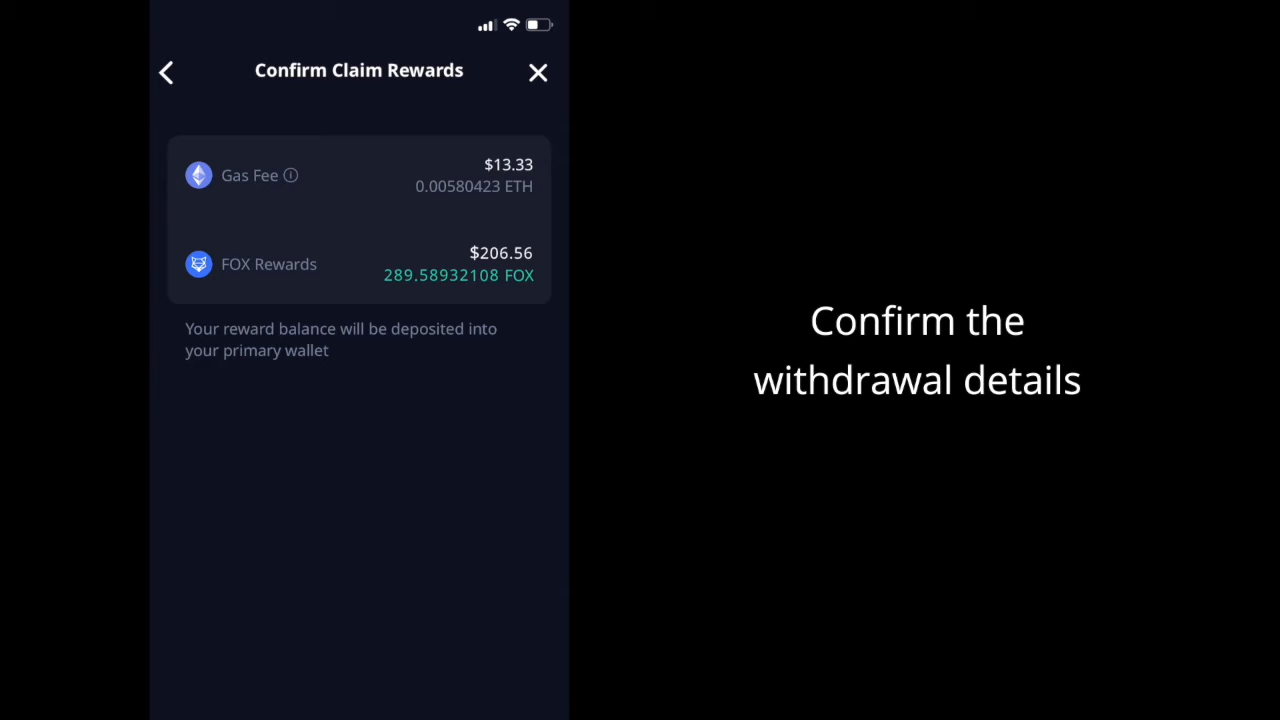 Confirm Claim Rewards
Gas Fee
$13.33
0.00580423 ETH
FOX Rewards
$206.56
289.58932108 FOX
Your reward balance will be deposited into
your primary wallet
Confirm the
withdrawal details